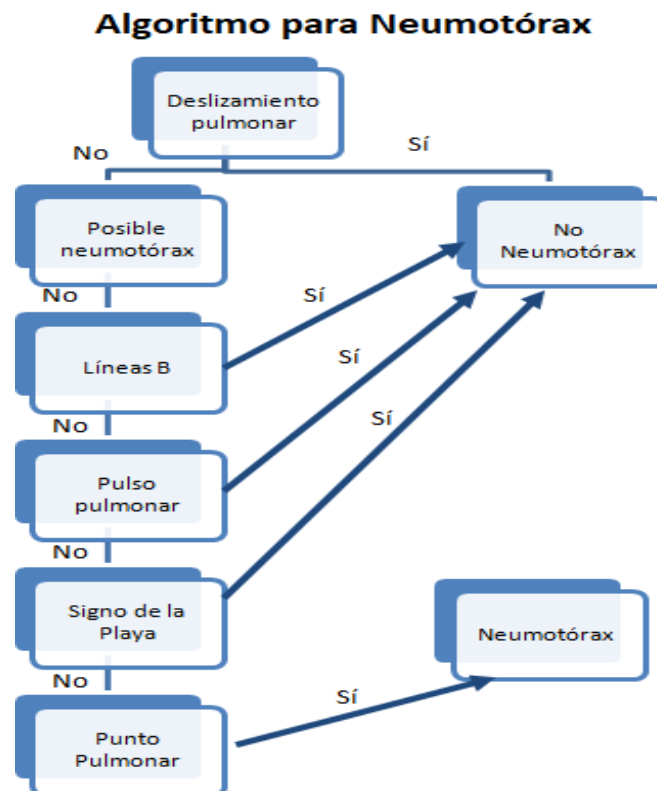 Algoritmo para Neumotórax
Deslizamiento
pulmonar
No
Sí
Posible
neumotórax
No
Neumotórax
No
Sí
Líneas B
Sí
No
Sí
Pulso
pulmonar
No
Signo de la
Playa
Neumotórax
No
Sí
Punto
Pulmonar